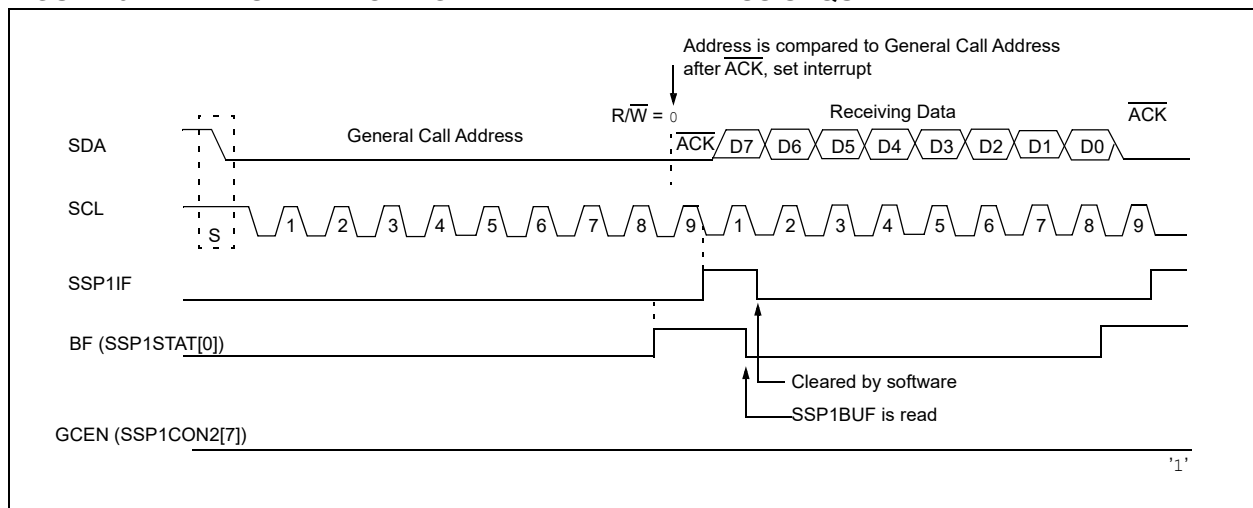 Address is compared to General Call Address
after ACK, set interrupt
R/W = 0
Receiving Data
ACK
General Call Address
SDA
ACK D7 D6 D5 D4 D3 D2 D1 D0
SCL
S 1 2 3 4 5 6 7 8 9 1 2 3 4 5 6 7 8 9
SSP1IF
BF (SSP1STAT[0])
Cleared by software
SSP1BUF is read
GCEN (SSP1CON2[7])
'1'